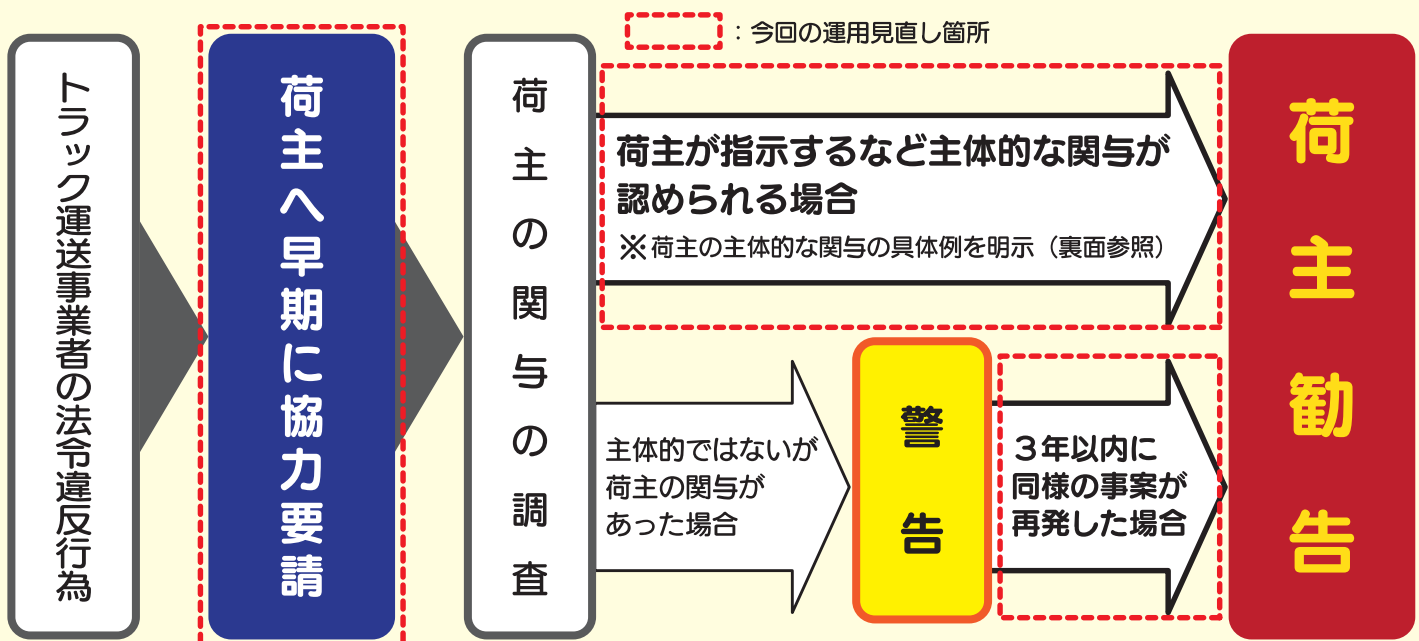 ：今回の運用見直し箇所
トラック運送事業者の法令違反行為
荷主へ早期に協力要請
荷主の関与の調査
荷主が指示するなど主体的な関与が
認められる場合
※荷主の主体的な関与の具体例を明示（裏面参照）
主体的ではないが
荷主の関与が
あった場合
警告
３年以内に
同様の事案が
再発した場合
荷主勧告